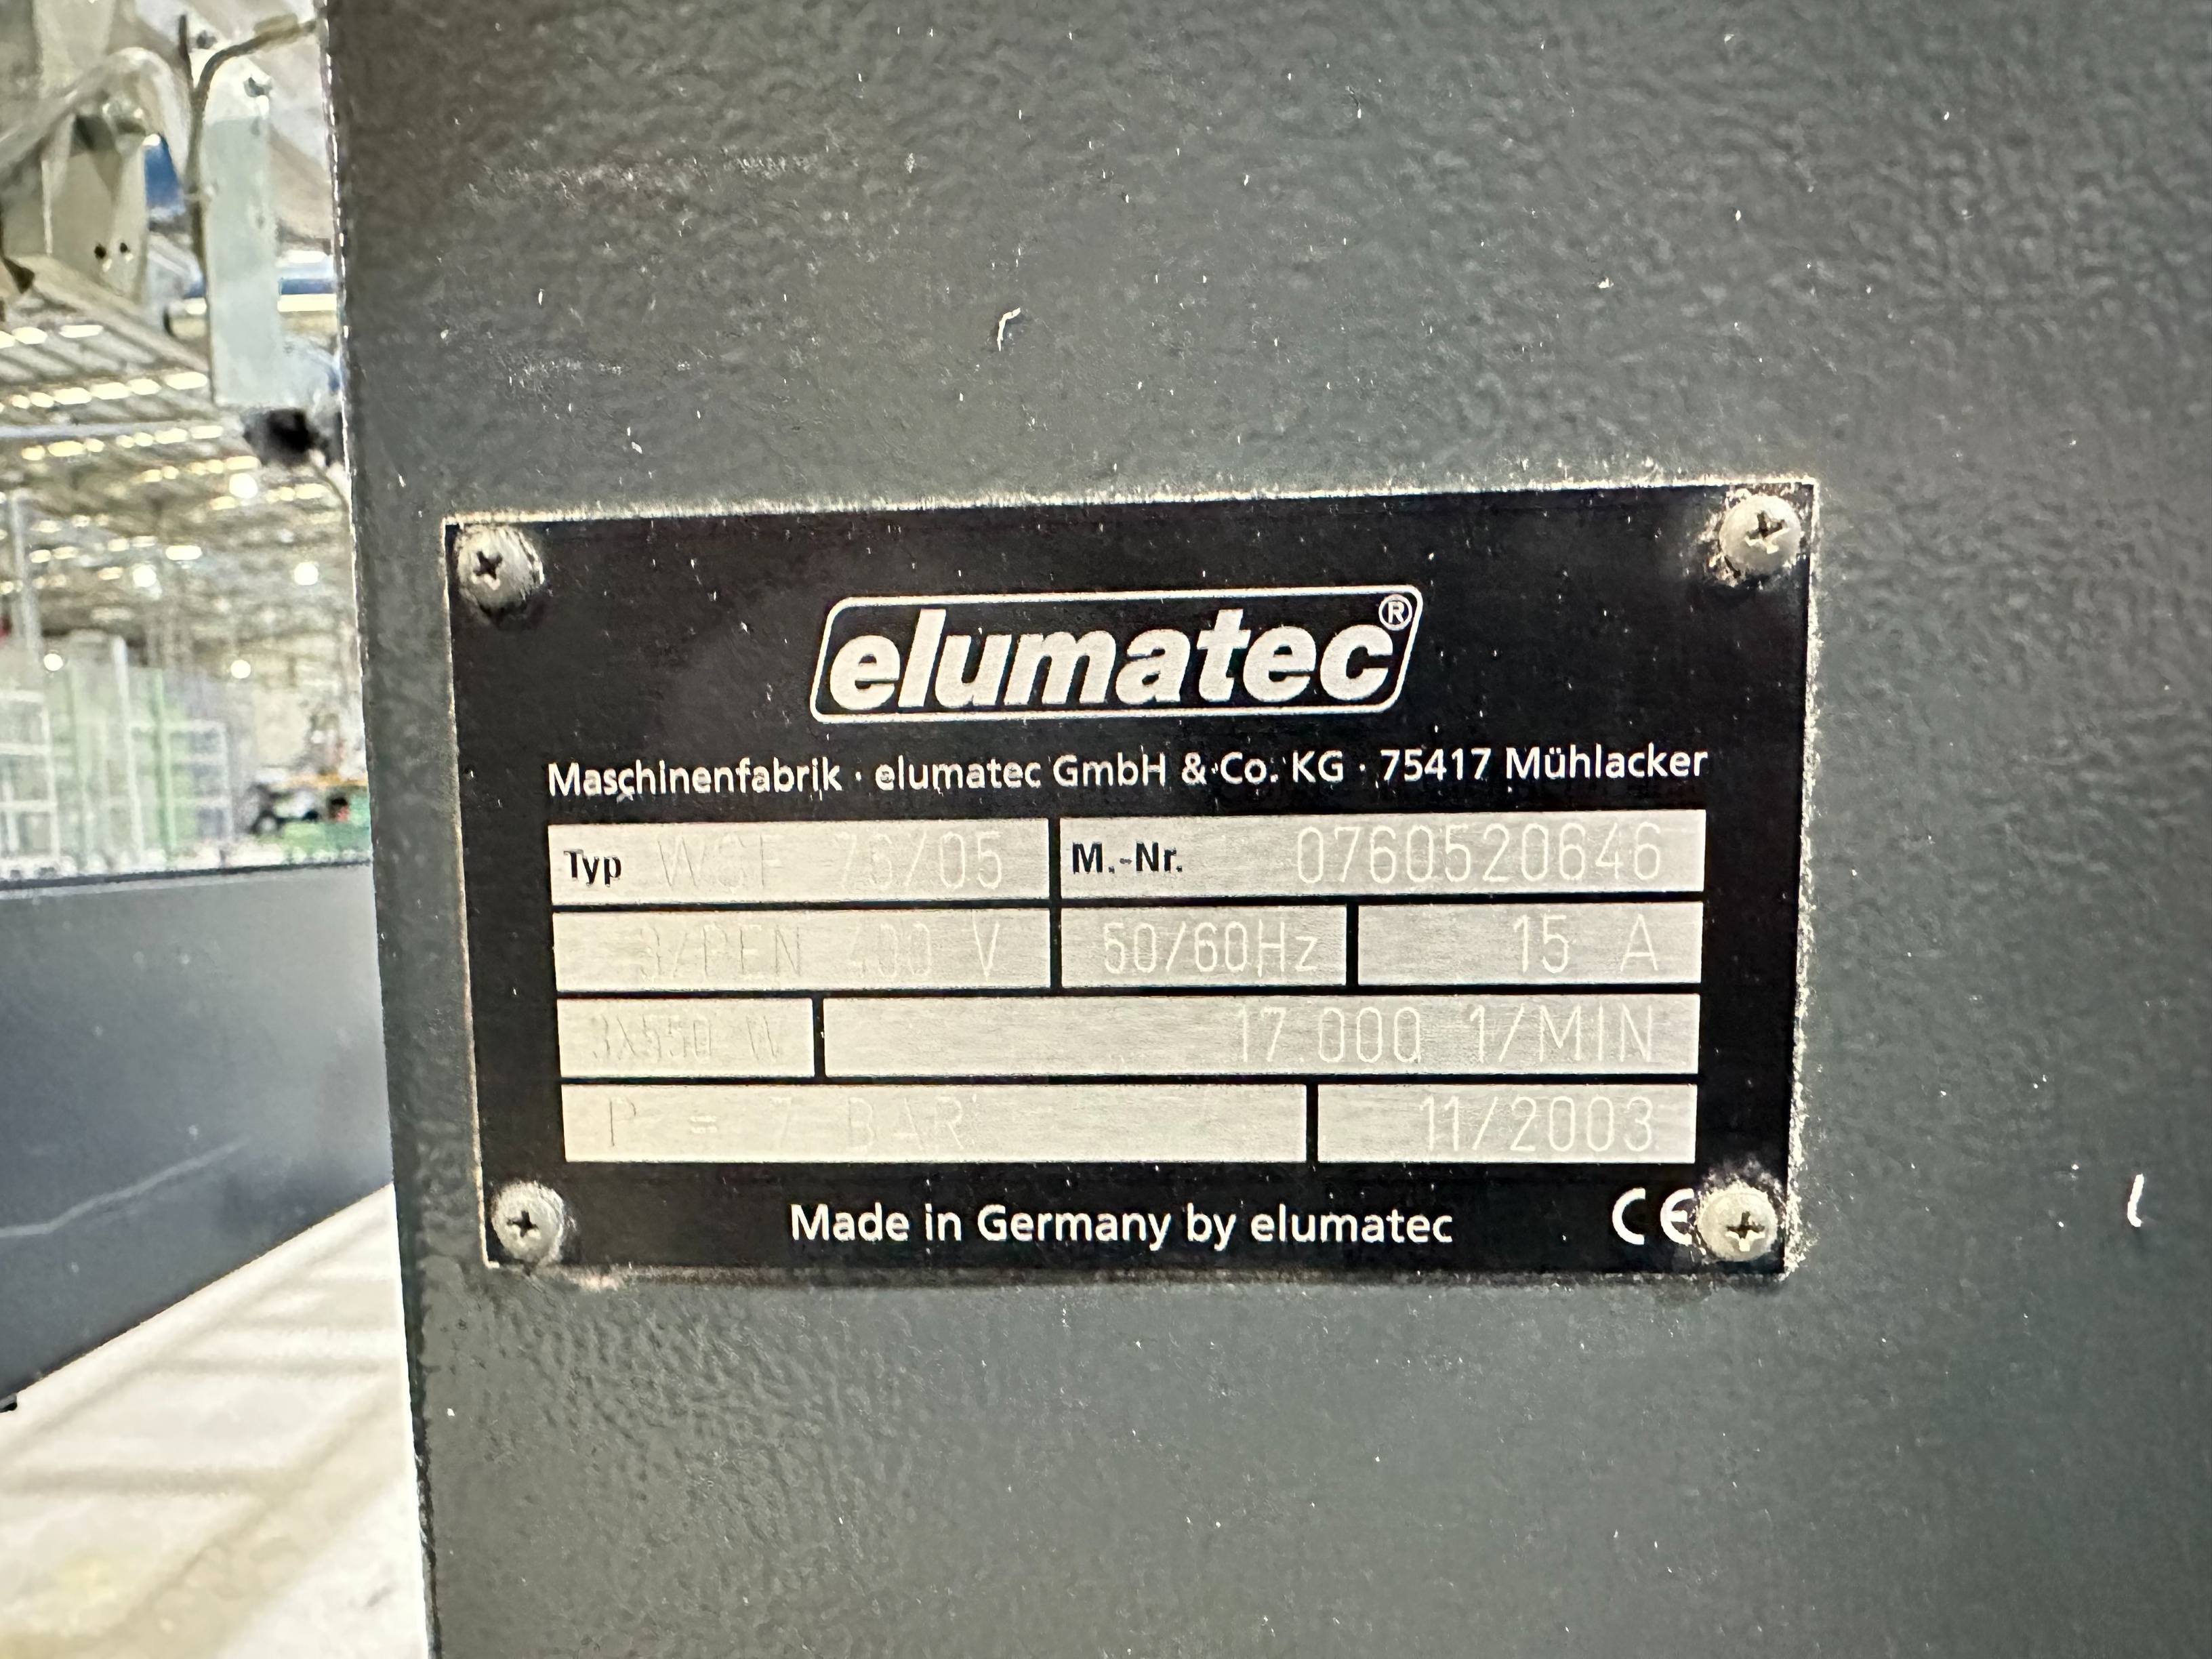 elumatec®
Maschinenfabrik · elumatec GmbH & Co. KG · 75417 Mühlacker
Typ WSF 76/05 M.-Nr. 0760520646
3/PEN 400 V 50/60Hz 15 A
3X550 W 17.000 1/MIN
P = 7 BAR 11/2003
Made in Germany by elumatec CE